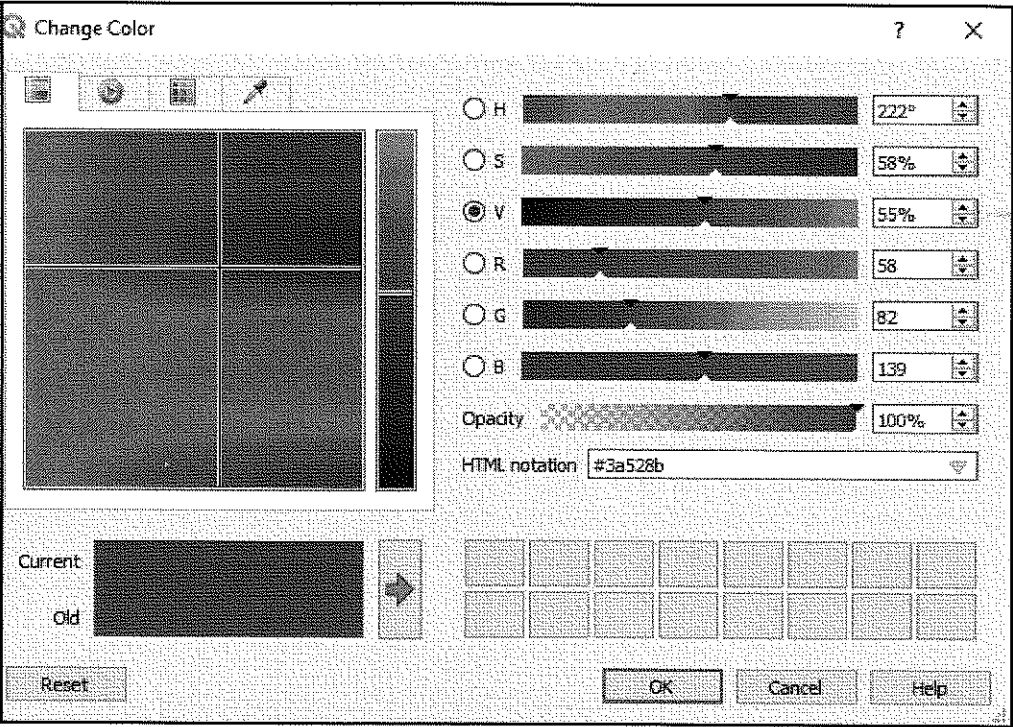 Change Color ?
H 222°
S 58%
V 55%
R 58
G 82
B 139
Opacity 100%
HTML notation #3a528b
Current
Old
Reset OK Cancel Help